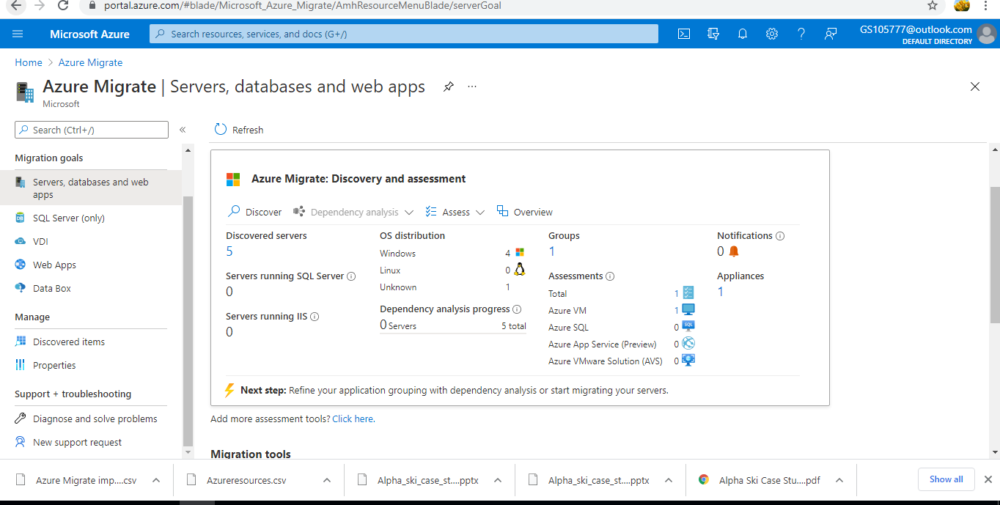 portal.azure.com/#blade/Microsoft_Azure_Migrate/AmhResourceMenuBlade/serverGoal
Microsoft Azure
Search resources, services, and docs (G+/)
GS105777@outlook.com
DEFAULT DIRECTORY
Home > Azure Migrate
Azure Migrate | Servers, databases and web apps
Microsoft
Search (Ctrl+/)
Refresh
Migration goals
Servers, databases and web
apps
SQL Server (only)
VDI
Web Apps
Data Box
Manage
Discovered items
Properties
Support + troubleshooting
Diagnose and solve problems
New support request
Azure Migrate: Discovery and assessment
Discover
Dependency analysis
Assess
Overview
Discovered servers
5
Servers running SQL Server
0
Servers running IIS
0
OS distribution
Windows 4
Linux 0
Unknown 1
Dependency analysis progress
0 Servers 5 total
Groups
1
Assessments
Total 1
Azure VM 1
Azure SQL 0
Azure App Service (Preview) 0
Azure VMware Solution (AVS) 0
Notifications
0
Appliances
1
Next step: Refine your application grouping with dependency analysis or start migrating your servers.
Add more assessment tools? Click here.
Migration tools
Azure Migrate imp....csv
Azureresources.csv
Alpha_ski_case_st....pptx
Alpha_ski_case_st....pptx
Alpha Ski Case Stu....pdf
Show all